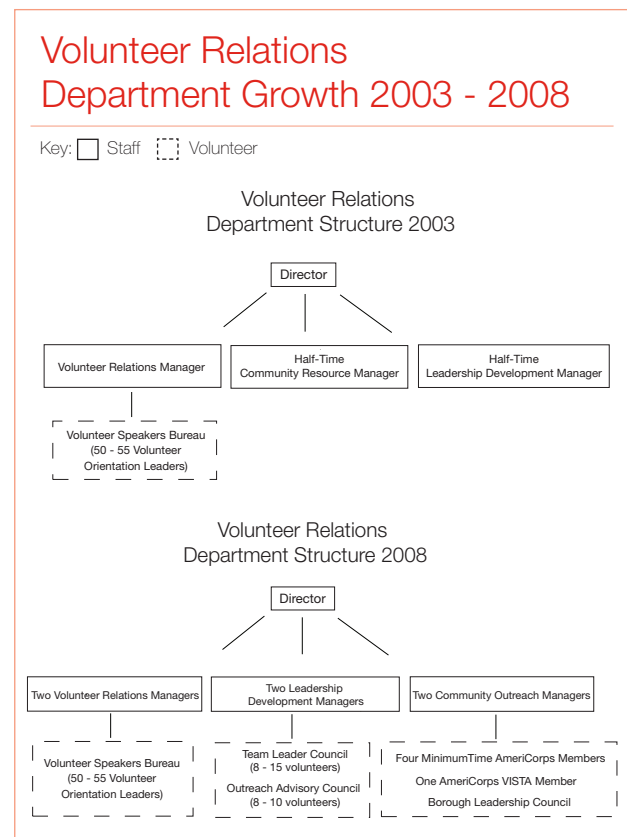 Volunteer Relations
Department Growth 2003 - 2008
Key: Staff Volunteer
Volunteer Relations
Department Structure 2003
Director
Volunteer Relations Manager
Half-Time
Community Resource Manager
Half-Time
Leadership Development Manager
Volunteer Speakers Bureau
(50 - 55 Volunteer
Orientation Leaders)
Volunteer Relations
Department Structure 2008
Director
Two Volunteer Relations Managers
Two Leadership
Development Managers
Two Community Outreach Managers
Volunteer Speakers Bureau
(50 - 55 Volunteer
Orientation Leaders)
Team Leader Council
(8 - 15 volunteers)
Outreach Advisory Council
(8 - 10 volunteers)
Four MinimumTime AmeriCorps Members
One AmeriCorps VISTA Member
Borough Leadership Council